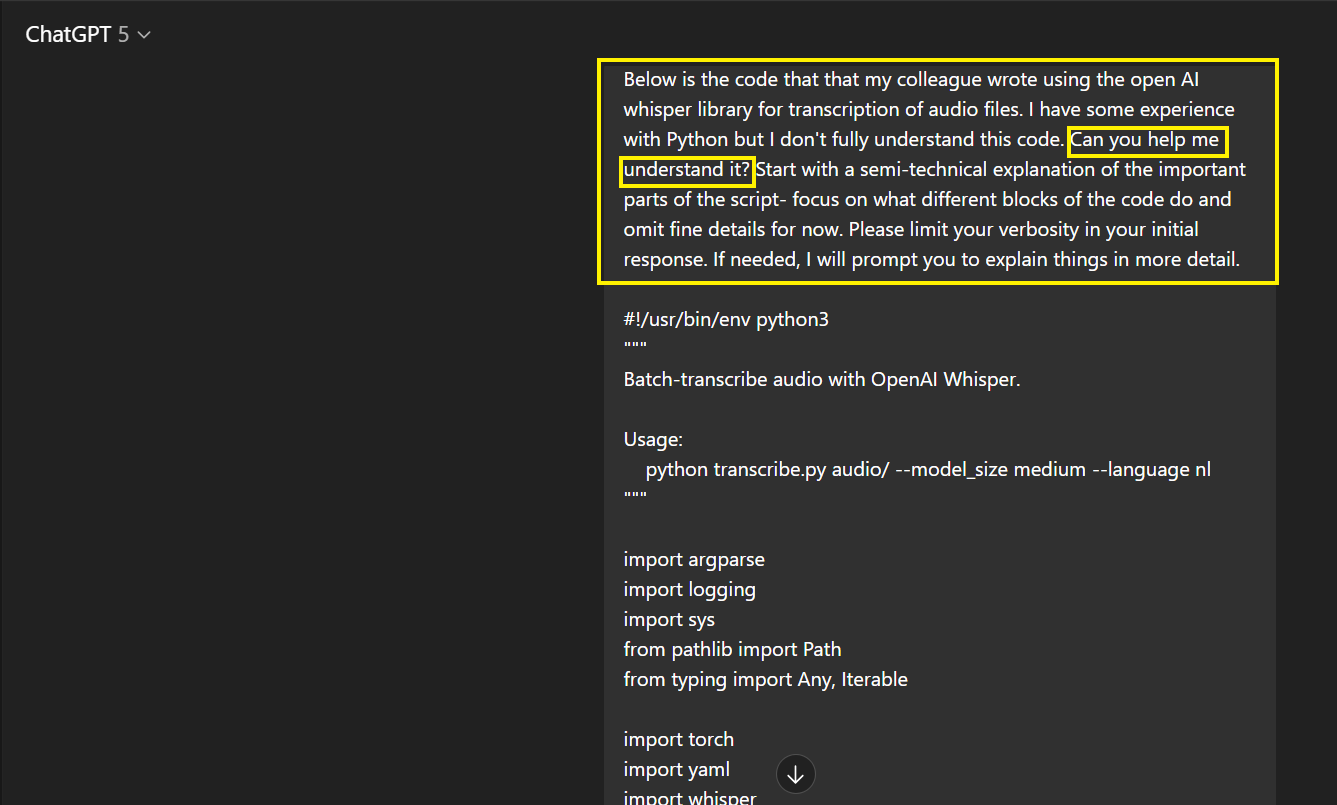 ChatGPT 5
Below is the code that that my colleague wrote using the open AI
whisper library for transcription of audio files. I have some experience
with Python but I don't fully understand this code. Can you help me
understand it? Start with a semi-technical explanation of the important
parts of the script- focus on what different blocks of the code do and
omit fine details for now. Please limit your verbosity in your initial
response. If needed, I will prompt you to explain things in more detail.
#!/usr/bin/env python3
"""
Batch-transcribe audio with OpenAI Whisper.
Usage:
python transcribe.py audio/ --model_size medium --language nl
"""
import argparse
import logging
import sys
from pathlib import Path
from typing import Any, Iterable
import torch
import yaml
import whisper